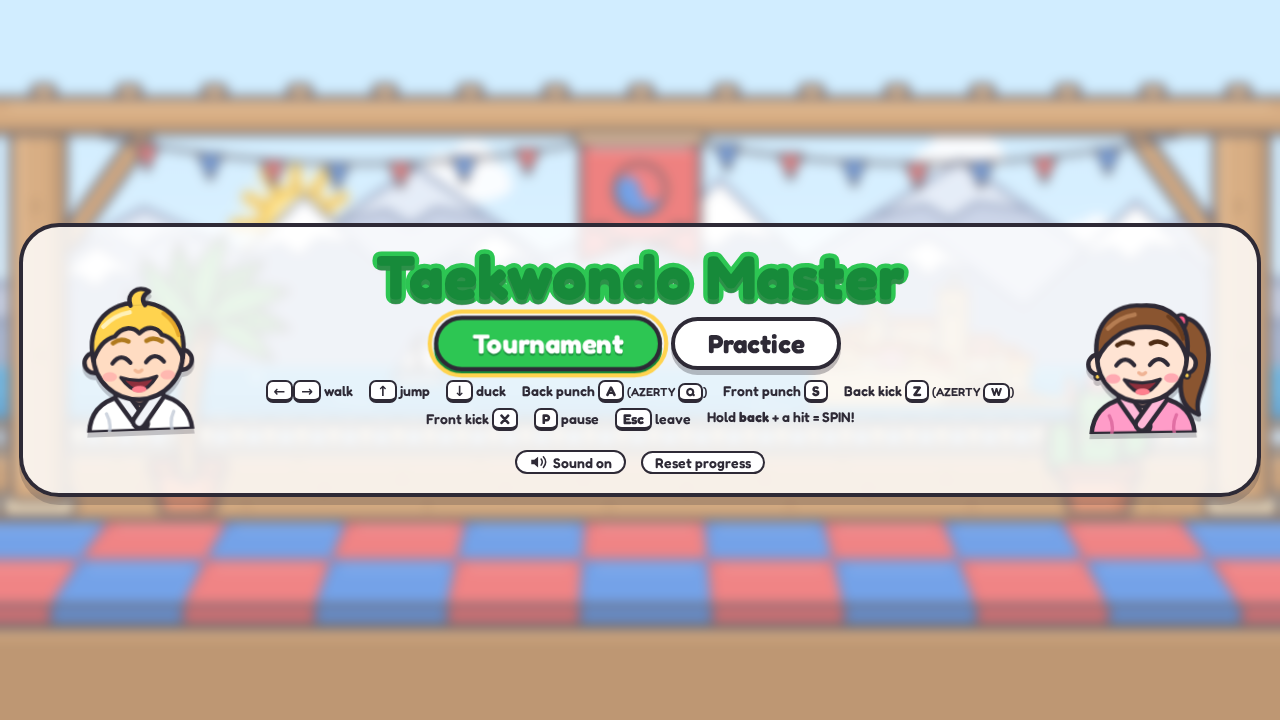 Taekwondo Master
Tournament Practice
← → walk ↑ jump ↓ duck Back punch A (AZERTY Q) Front punch S Back kick Z (AZERTY W)
Front kick X P pause Esc leave Hold back + a hit = SPIN!
Sound on Reset progress